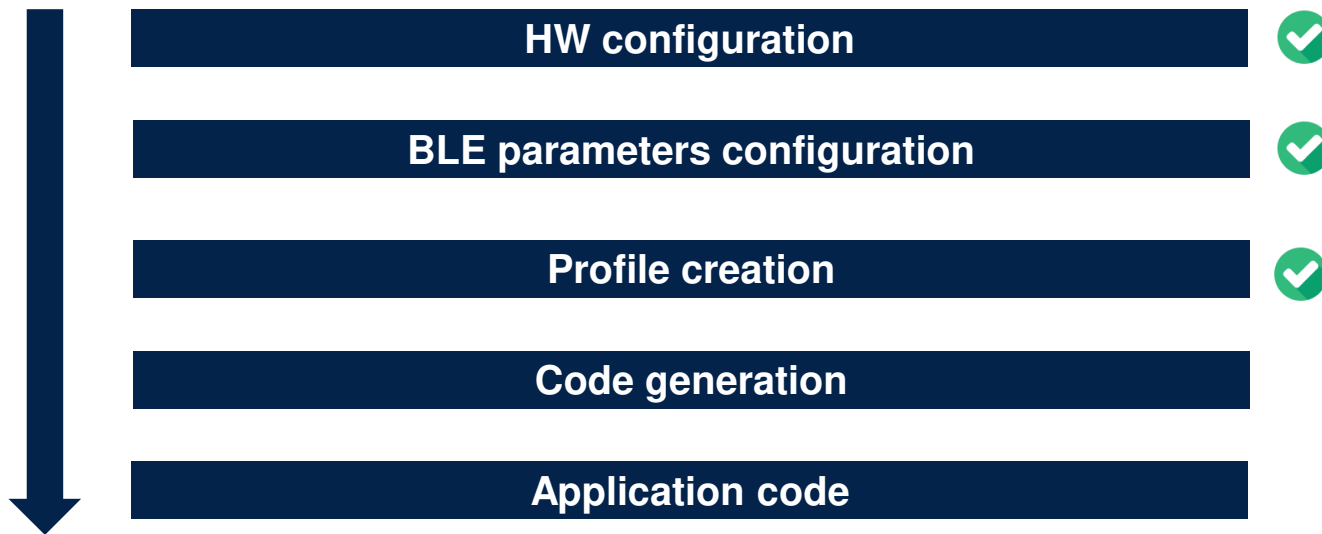 HW configuration
BLE parameters configuration
Profile creation
Code generation
Application code